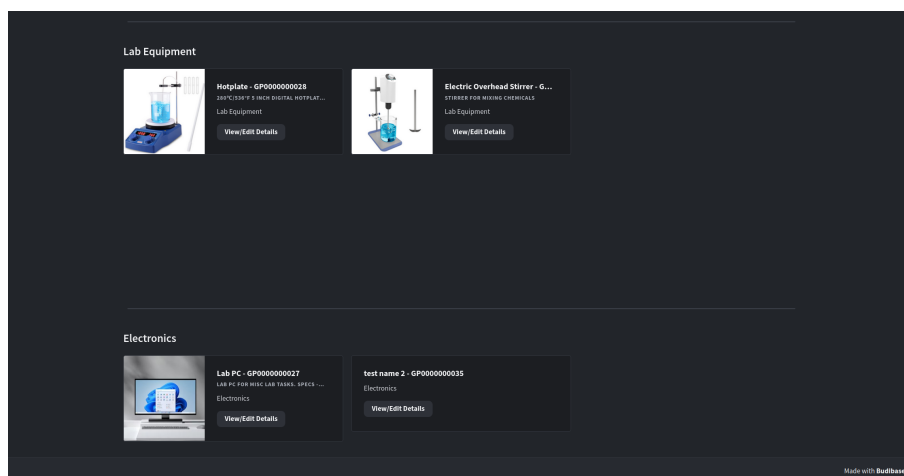 Lab Equipment
Hotplate - GP0000000028
280°C/536°F 5 INCH DIGITAL HOTPLAT...
Lab Equipment
View/Edit Details
Electric Overhead Stirrer - G...
STIRRER FOR MIXING CHEMICALS
Lab Equipment
View/Edit Details
Electronics
Lab PC - GP0000000027
LAB PC FOR MISC LAB TASKS. SPECS -...
Electronics
View/Edit Details
test name 2 - GP0000000035
Electronics
View/Edit Details
Made with Budibase